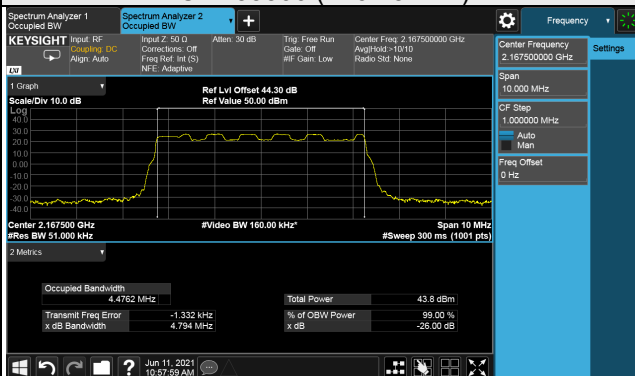 Spectrum Analyzer 1
Occupied BW
Spectrum Analyzer 2
Occupied BW
Frequency
KEYSIGHT
Input: RF
Coupling: DC
Align: Auto
Input Z: 50 Ω
Corrections: Off
Freq Ref: Int (S)
NFE: Adaptive
Atten: 30 dB
Trig: Free Run
Gate: Off
#IF Gain: Low
Center Freq: 2.167500000 GHz
Avg|Hold:>10/10
Radio Std: None
LXI
Center Frequency
2.167500000 GHz
Settings
Span
10.000 MHz
CF Step
1.000000 MHz
Auto
Man
Freq Offset
0 Hz
1 Graph
Scale/Div 10.0 dB
Ref Lvl Offset 44.30 dB
Ref Value 50.00 dBm
Log
40.0
30.0
20.0
10.0
0.00
-10.0
-20.0
-30.0
-40.0
Center 2.167500 GHz
#Res BW 51.000 kHz
#Video BW 160.00 kHz*
Span 10 MHz
#Sweep 300 ms (1001 pts)
2 Metrics
Occupied Bandwidth
4.4762 MHz
Total Power 43.8 dBm
Transmit Freq Error -1.332 kHz
% of OBW Power 99.00 %
x dB Bandwidth 4.794 MHz
x dB -26.00 dB
?
Jun 11, 2021
10:57:59 AM